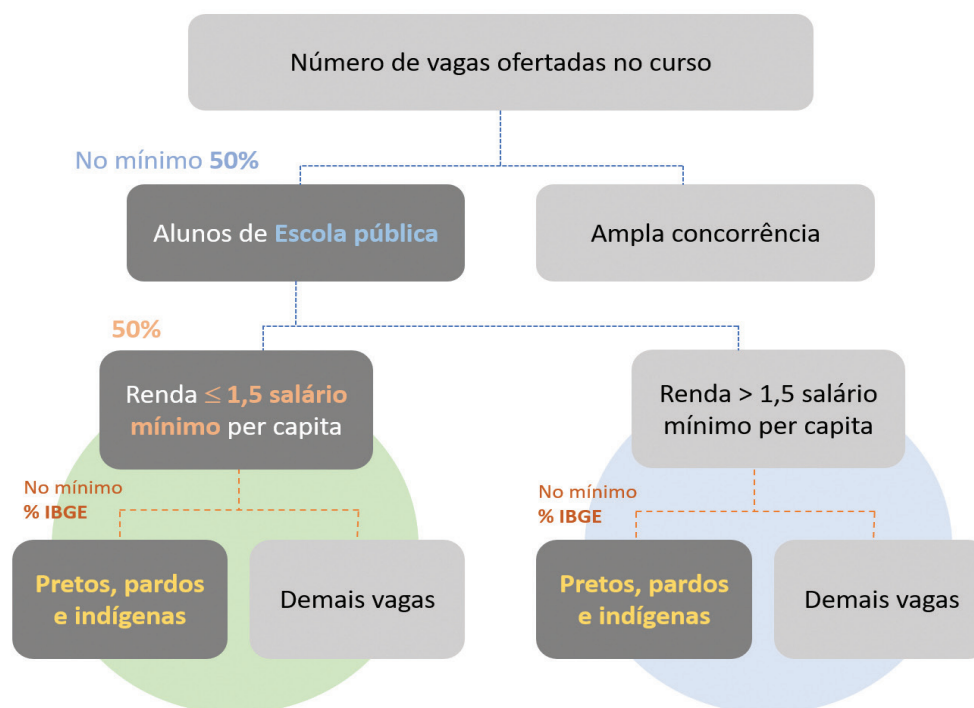 Número de vagas ofertadas no curso
No mínimo 50%
Alunos de Escola pública
Ampla concorrência
50%
Renda ≤ 1,5 salário
mínimo per capita
Renda > 1,5 salário
mínimo per capita
No mínimo
% IBGE
Pretos, pardos
e indígenas
Demais vagas
No mínimo
% IBGE
Pretos, pardos
e indígenas
Demais vagas